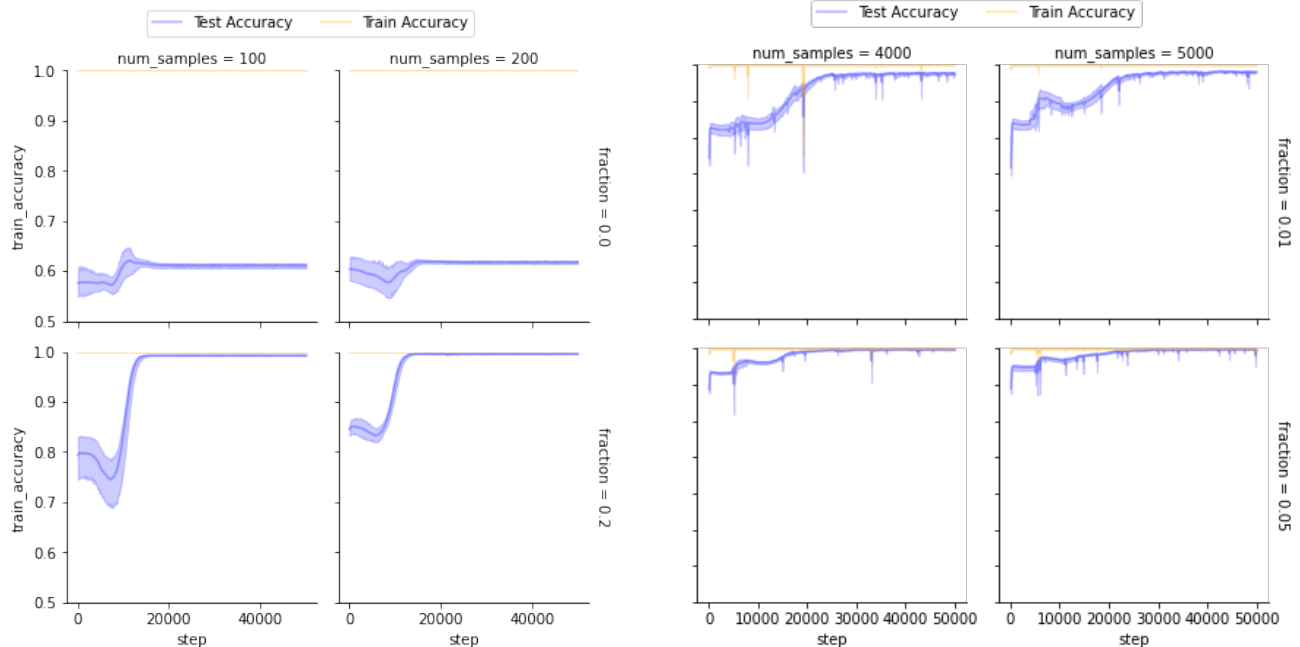 Test Accuracy Train Accuracy
num_samples = 100 num_samples = 200
1.0
0.9
0.8
0.7
0.6
0.5
train_accuracy
fraction = 0.0
1.0
0.9
0.8
0.7
0.6
0.5
train_accuracy
fraction = 0.2
0 20000 40000 0 20000 40000
step step
Test Accuracy Train Accuracy
num_samples = 4000 num_samples = 5000
fraction = 0.01
fraction = 0.05
0 10000 20000 30000 40000 50000 0 10000 20000 30000 40000 50000
step step